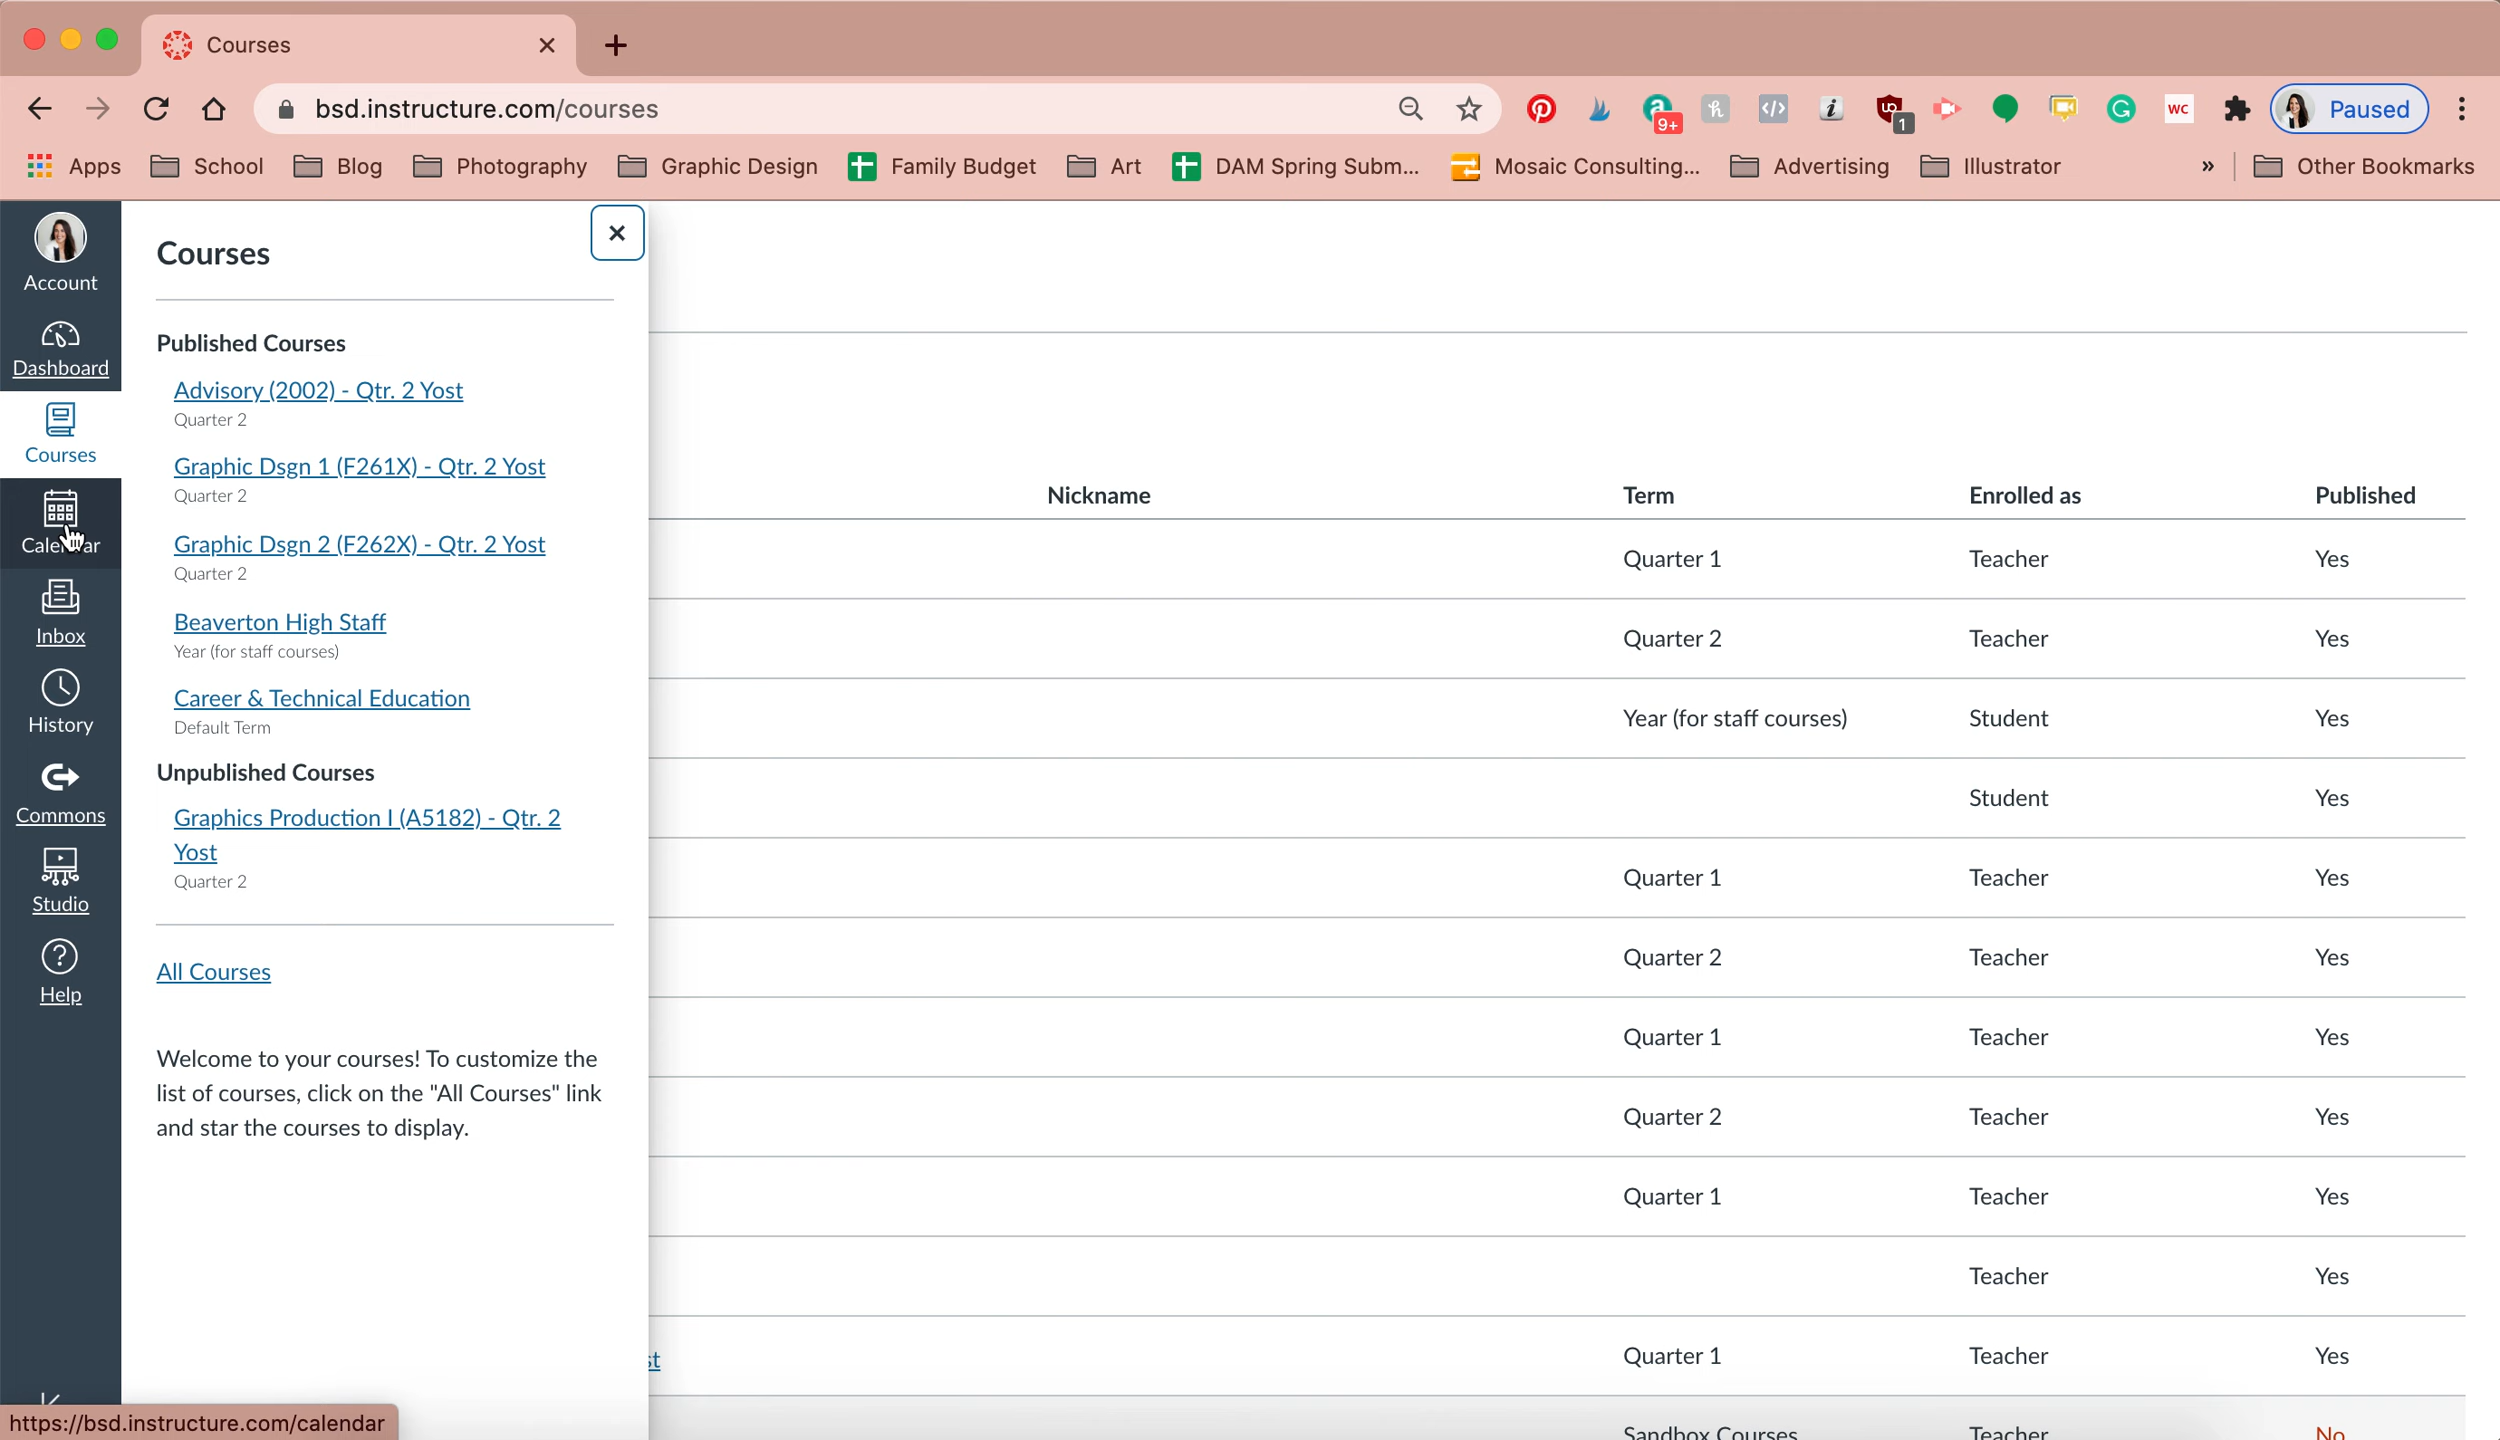 Courses
bsd.instructure.com/courses
9+
1
WC
Paused
Apps
School
Blog
Photography
Graphic Design
Family Budget
Art
DAM Spring Subm...
Mosaic Consulting...
Advertising
Illustrator
»
Other Bookmarks
Account
Dashboard
Courses
Calendar
Inbox
History
Commons
Studio
Help
Courses
Published Courses
Advisory (2002) - Qtr. 2 Yost
Quarter 2
Graphic Dsgn 1 (F261X) - Qtr. 2 Yost
Quarter 2
Graphic Dsgn 2 (F262X) - Qtr. 2 Yost
Quarter 2
Beaverton High Staff
Year (for staff courses)
Career & Technical Education
Default Term
Unpublished Courses
Graphics Production I (A5182) - Qtr. 2
Yost
Quarter 2
All Courses
Welcome to your courses! To customize the
list of courses, click on the "All Courses" link
and star the courses to display.
Nickname Term Enrolled as Published
Quarter 1 Teacher Yes
Quarter 2 Teacher Yes
Year (for staff courses) Student Yes
Student Yes
Quarter 1 Teacher Yes
Quarter 2 Teacher Yes
Quarter 1 Teacher Yes
Quarter 2 Teacher Yes
Quarter 1 Teacher Yes
Teacher Yes
st Quarter 1 Teacher Yes
Sandbox Courses Teacher No
https://bsd.instructure.com/calendar